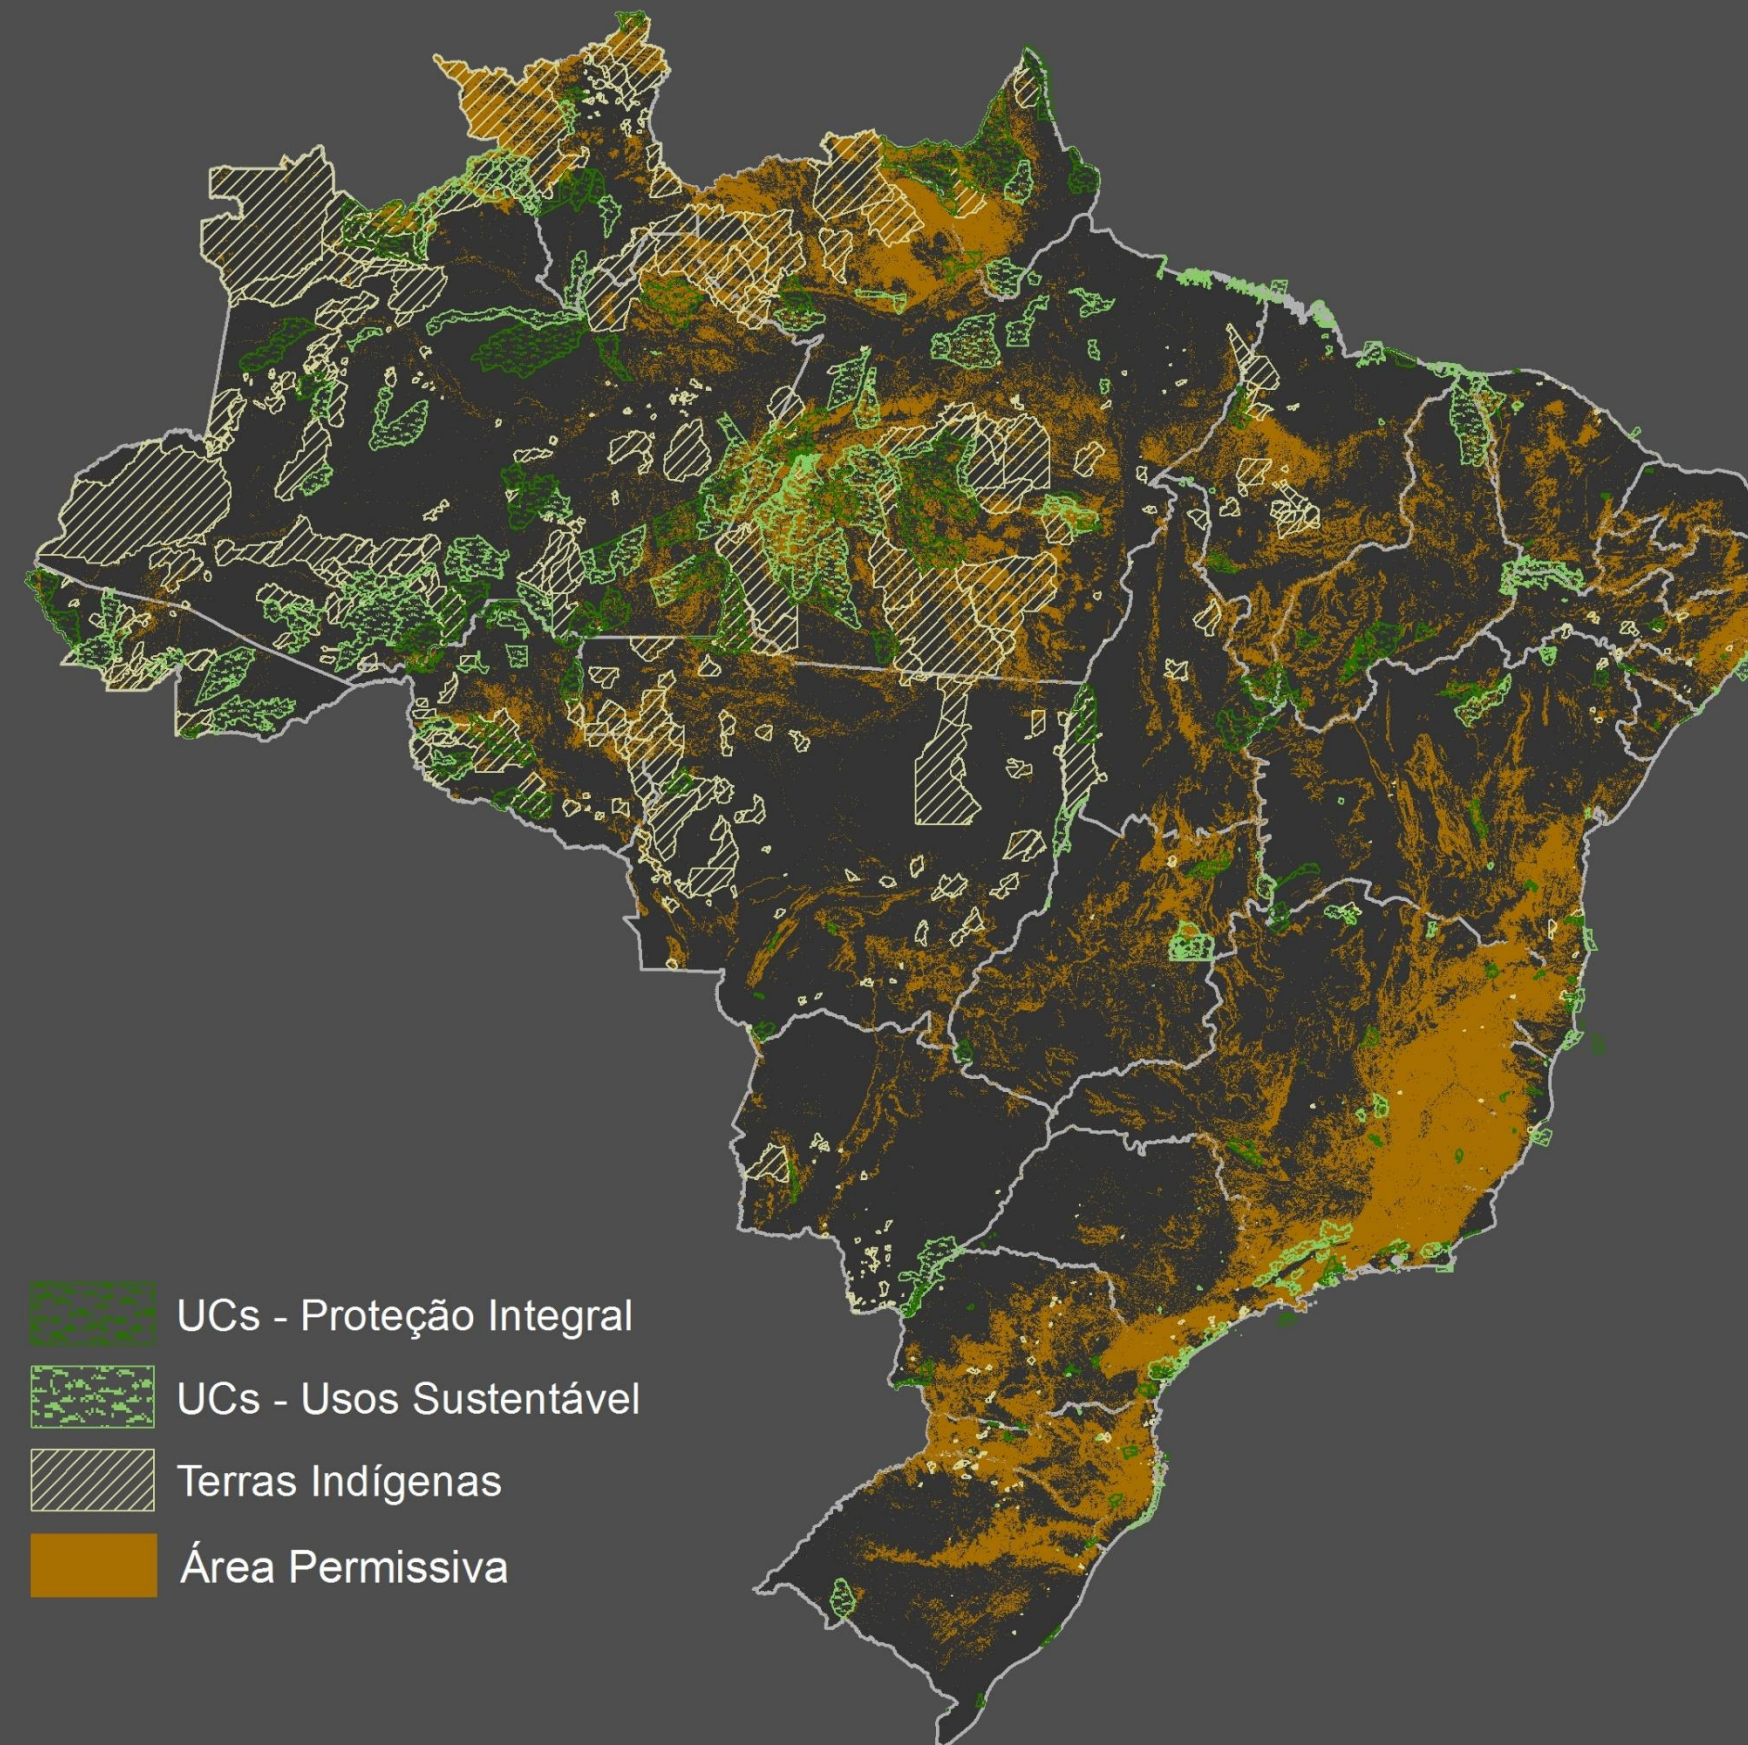 UCs - Proteção Integral
UCs - Usos Sustentável
Terras Indígenas
Área Permissiva